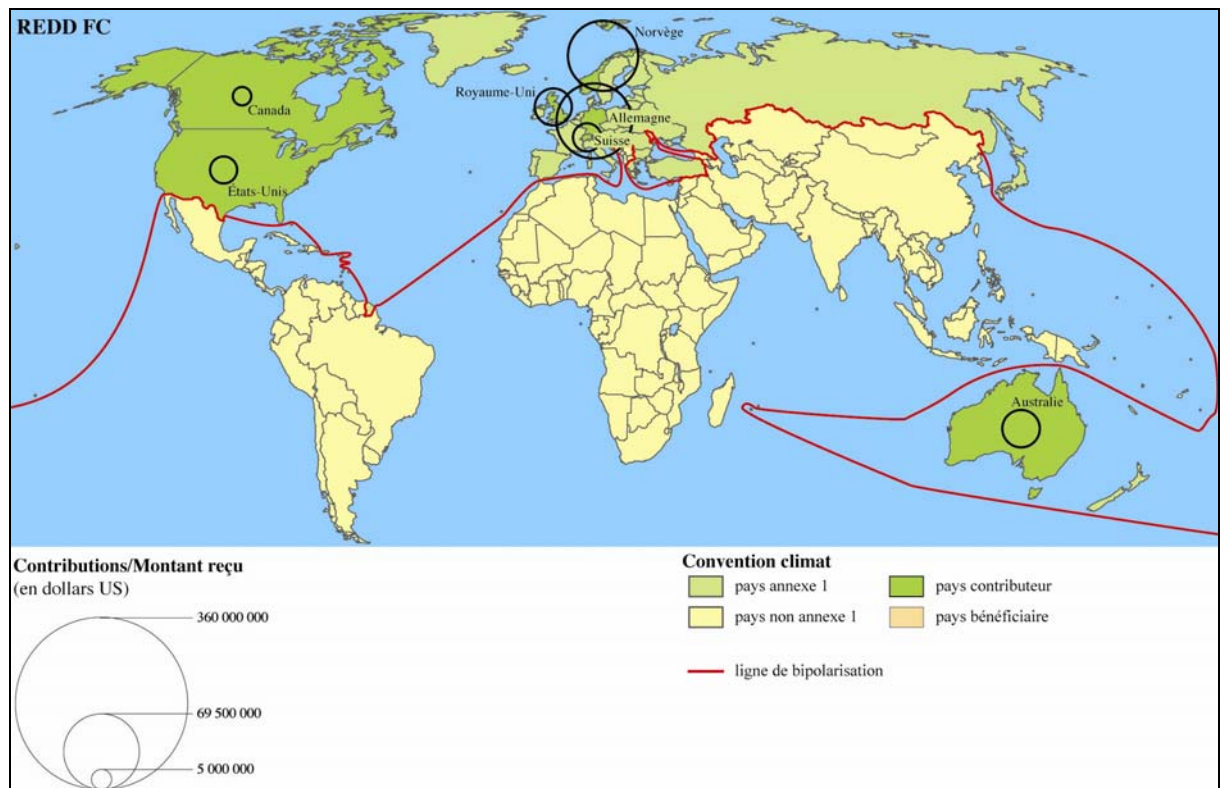 REDD FC
Norvège
Royaume-Uni
Canada
Allemagne
Suisse
États-Unis
Australie
Contributions/Montant reçu
(en dollars US)
360 000 000
69 500 000
5 000 000
Convention climat
pays annexe 1
pays contributeur
pays non annexe 1
pays bénéficiaire
ligne de bipolarisation